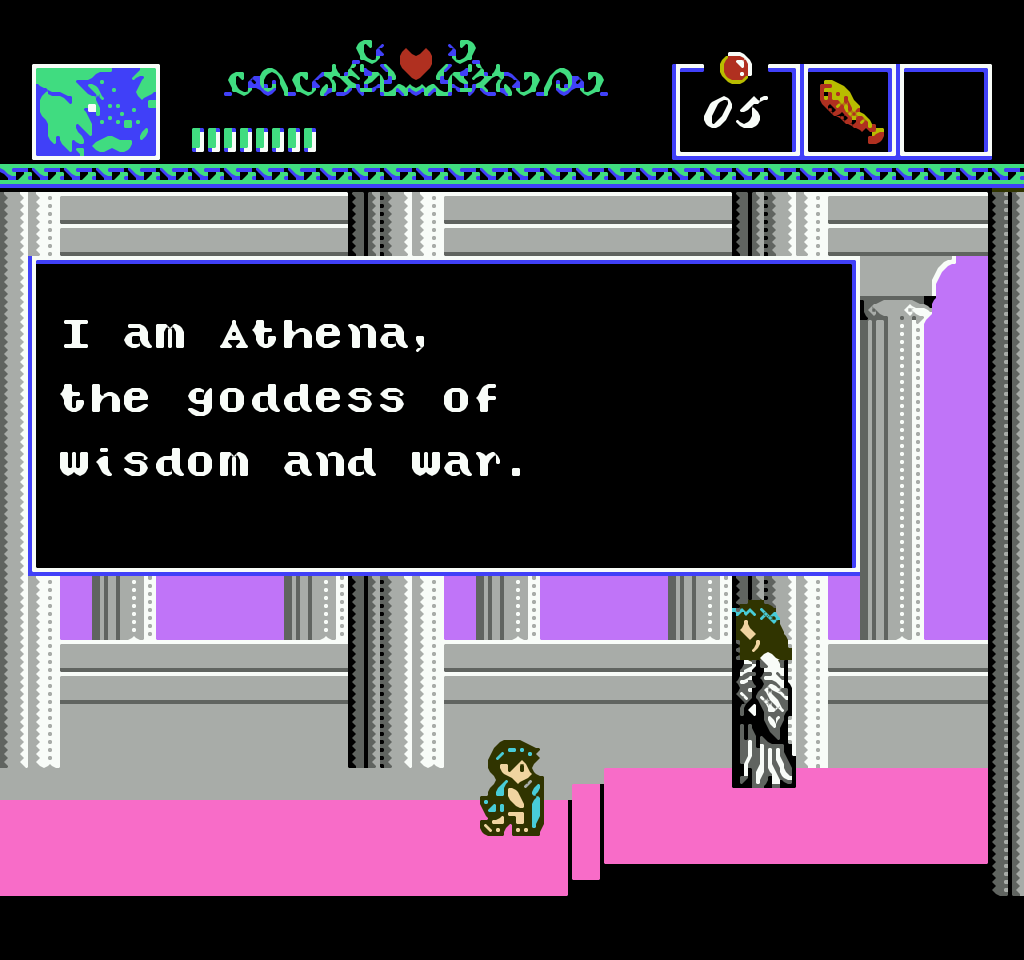 05
I am Athena,
the goddess of
wisdom and war.